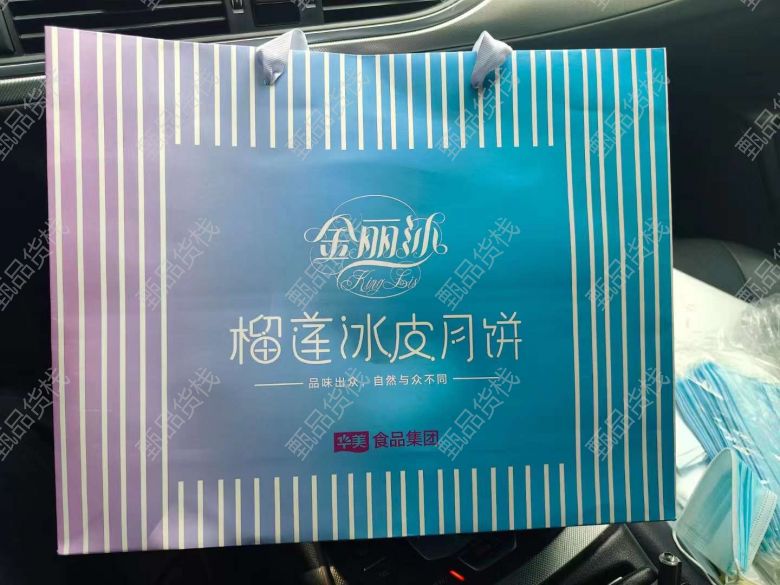 金丽沙
King Lis
榴莲冰皮月饼
品味出众，自然与众不同
华美 食品集团
甄品货栈